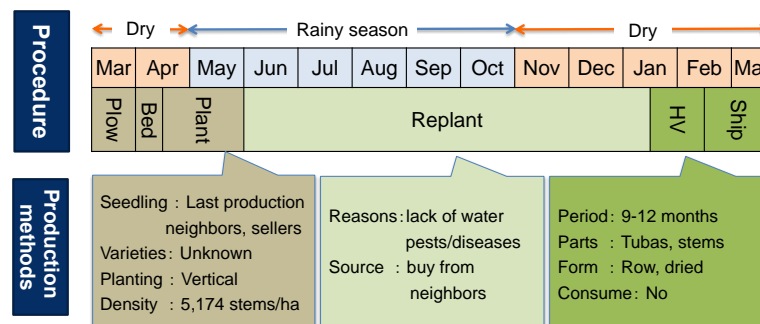 Dry Rainy season Dry
Procedure
Mar Apr May Jun Jul Aug Sep Oct Nov Dec Jan Feb Ma
Plow Bed Plant Replant HV Ship
Production methods
Seedling : Last production
neighbors, sellers
Varieties: Unknown
Planting : Vertical
Density : 5,174 stems/ha
Reasons: lack of water
pests/diseases
Source : buy from
neighbors
Period: 9-12 months
Parts : Tubas, stems
Form : Row, dried
Consume: No